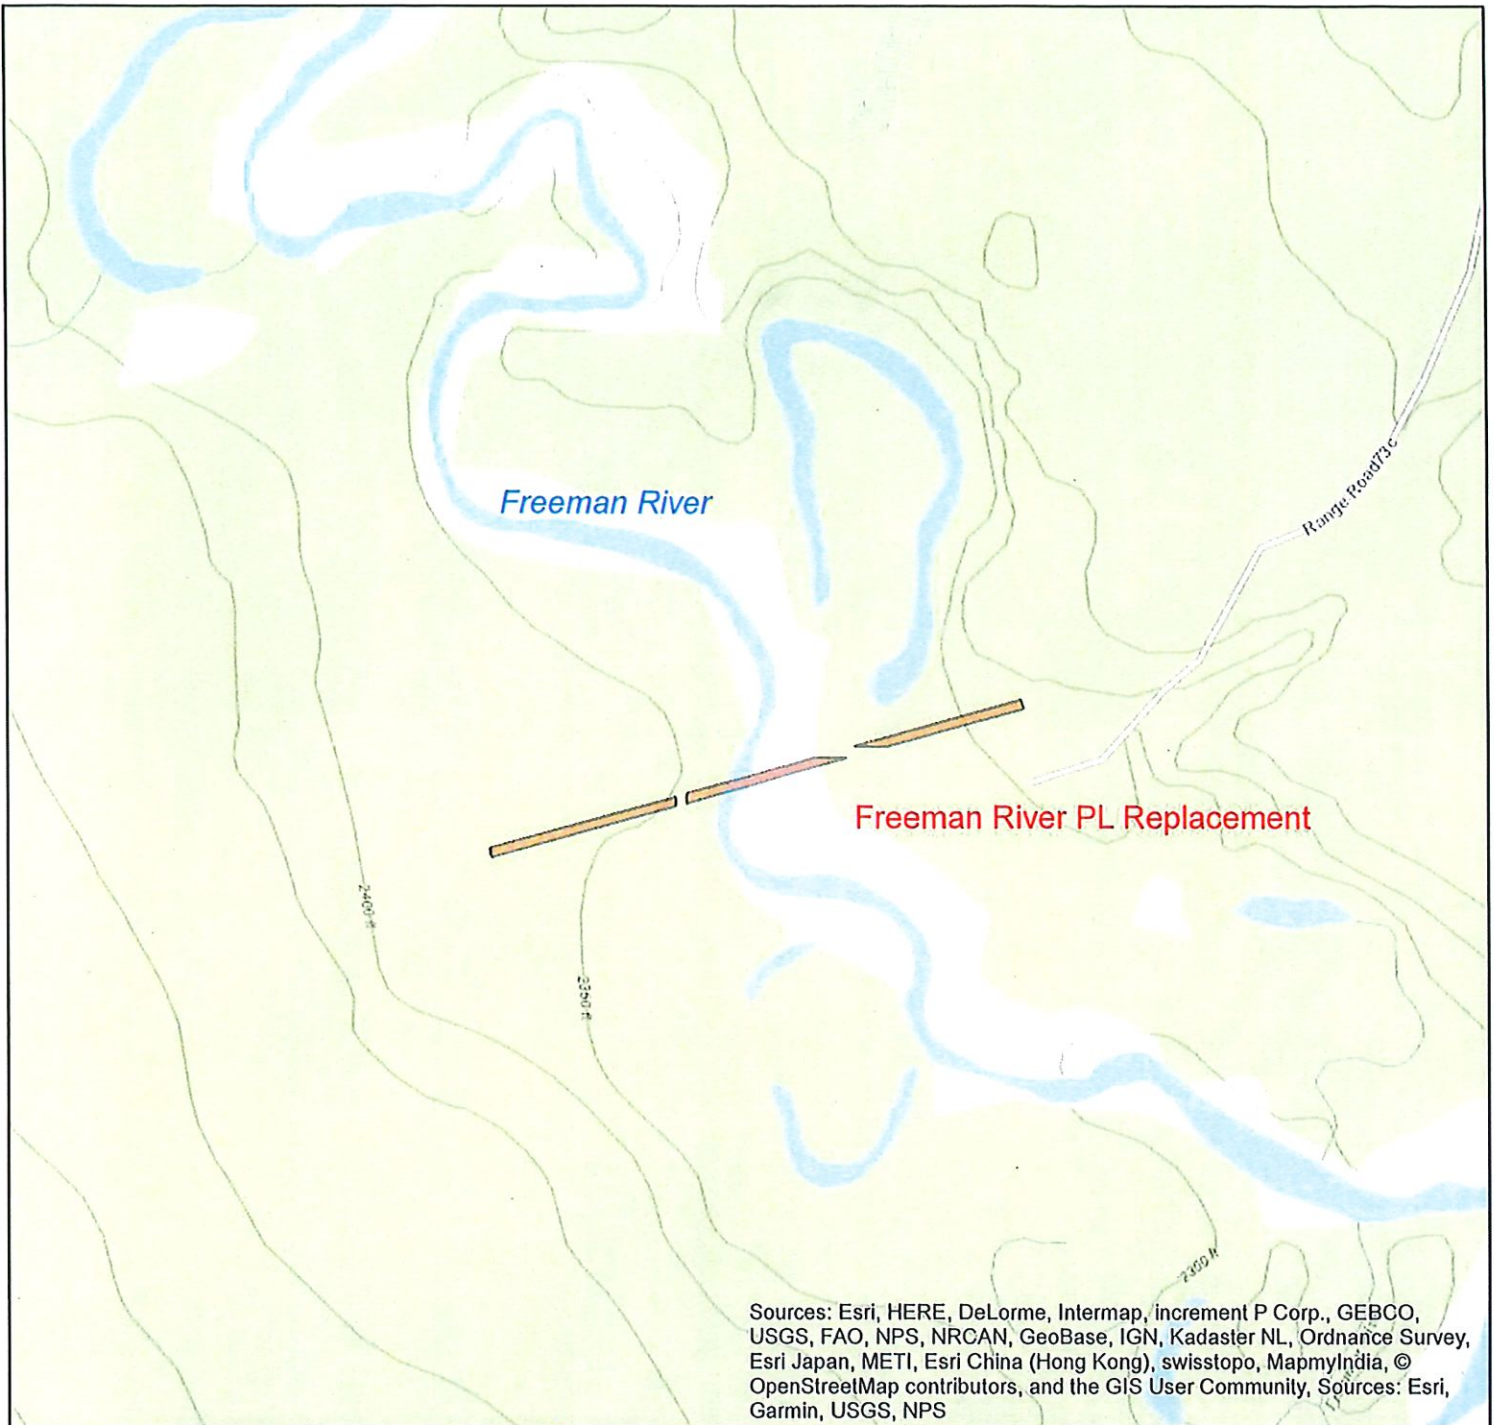 Freeman River
Range Road 73c
Freeman River PL Replacement
2400 ft
2350 ft
2300 ft
Sources: Esri, HERE, DeLorme, Intermap, increment P Corp., GEBCO,
USGS, FAO, NPS, NRCAN, GeoBase, IGN, Kadaster NL, Ordnance Survey,
Esri Japan, METI, Esri China (Hong Kong), swisstopo, MapmyIndia, ©
OpenStreetMap contributors, and the GIS User Community, Sources: Esri,
Garmin, USGS, NPS